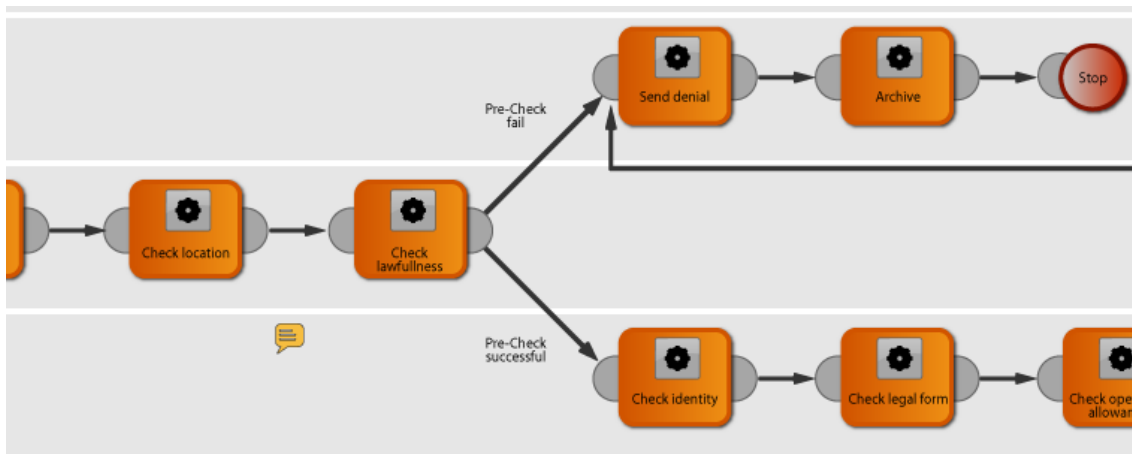 Send denial
Archive
Stop
Pre-Check
fail
Check location
Check
lawfullness
Pre-Check
successful
Check identity
Check legal form
Check